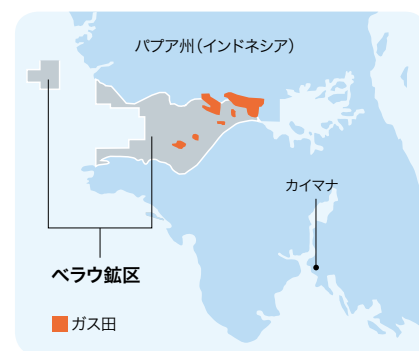 パプア州（インドネシア）
カイマナ
ベラウ鉱区
ガス田